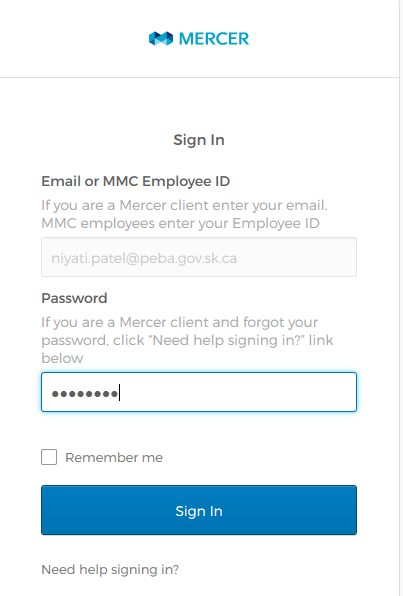 MERCER
Sign In
Email or MMC Employee ID
If you are a Mercer client enter your email.
MMC employees enter your Employee ID
niyati.patel@peba.gov.sk.ca
Password
If you are a Mercer client and forgot your
password, click “Need help signing in?” link
below
••••••••
Remember me
Sign In
Need help signing in?